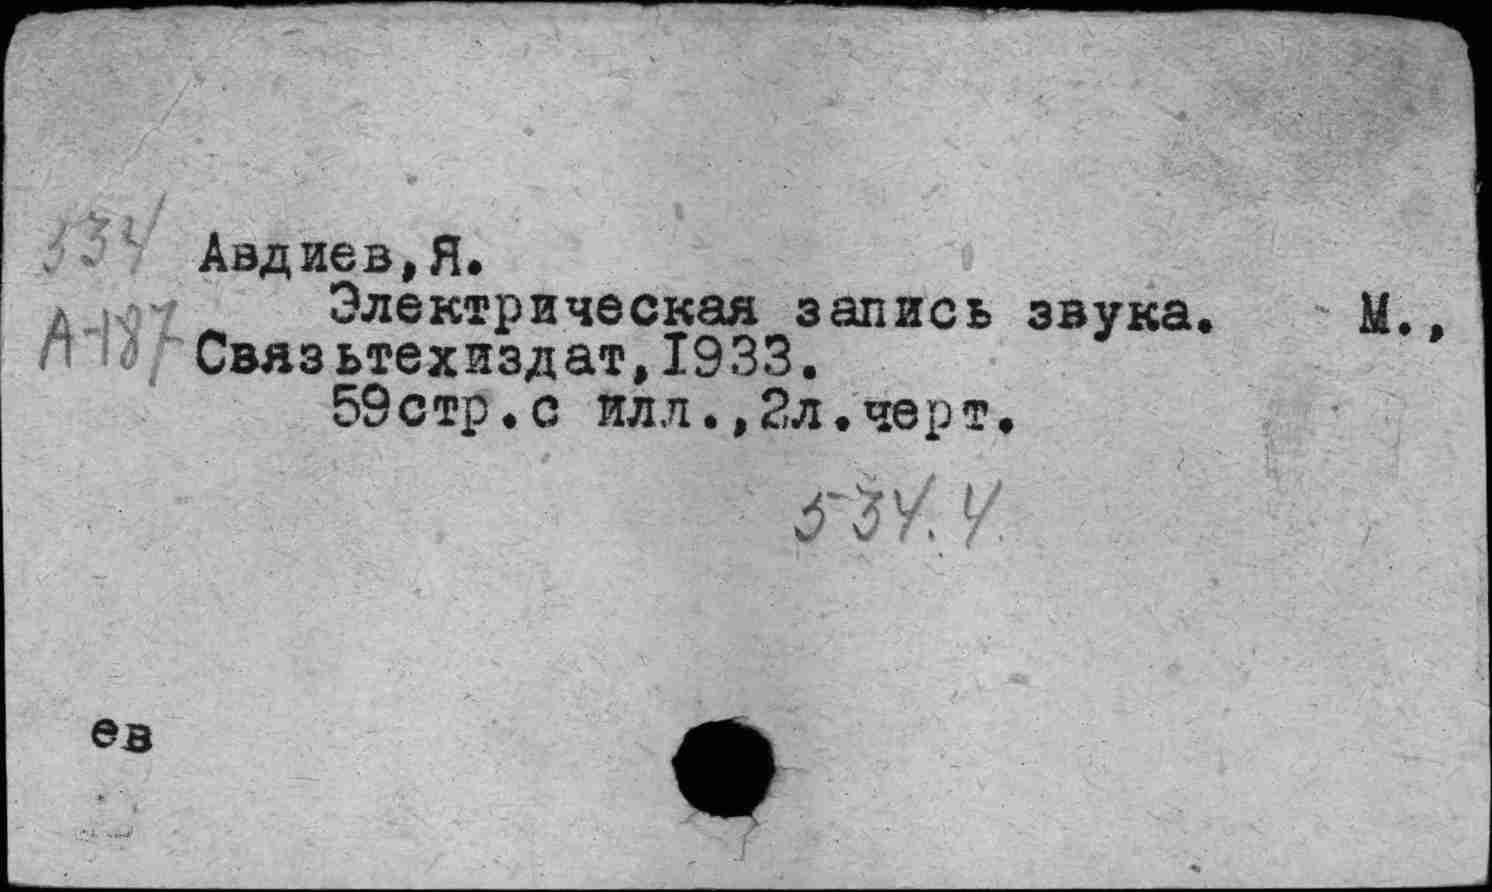 534
Авдиев,Я.
А-187
Электрическая запись звука. М.,
Связьтехиздат,1933.
59стр.с илл.,2л.черт.
534.4
ев